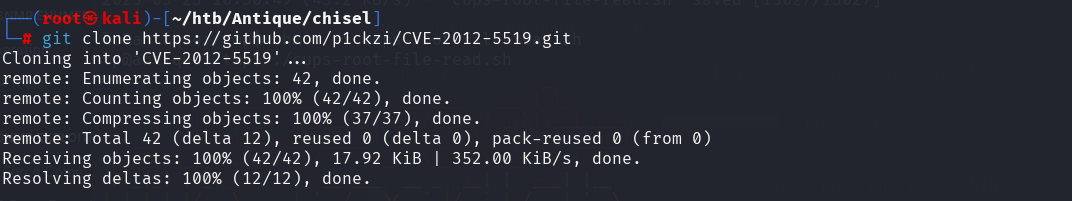 ┌──(root㉿kali)-[~/htb/Antique/chisel]
└─# git clone https://github.com/p1ckzi/CVE-2012-5519.git
Cloning into 'CVE-2012-5519'...
remote: Enumerating objects: 42, done.
remote: Counting objects: 100% (42/42), done.
remote: Compressing objects: 100% (37/37), done.
remote: Total 42 (delta 12), reused 0 (delta 0), pack-reused 0 (from 0)
Receiving objects: 100% (42/42), 17.92 KiB | 352.00 KiB/s, done.
Resolving deltas: 100% (12/12), done.